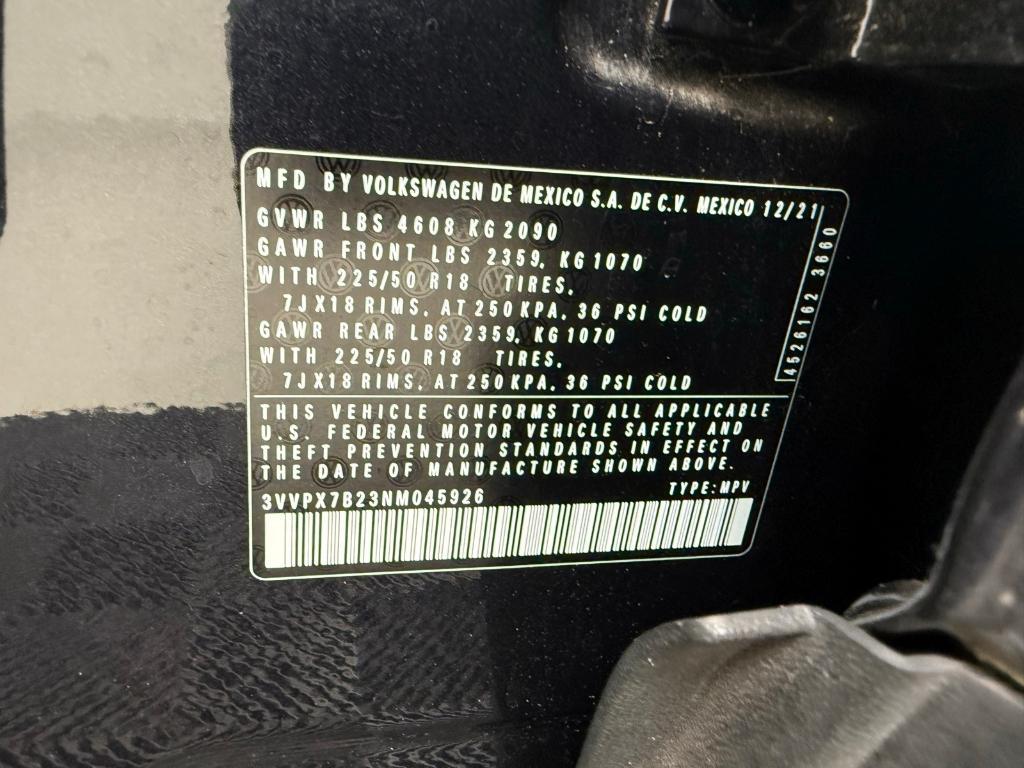 MFD BY VOLKSWAGEN DE MEXICO S.A. DE C.V. MEXICO 12/21
GVWR LBS 4608 KG 2090
GAWR FRONT LBS 2359, KG 1070
WITH 225/50 R18 TIRES,
7JX18 RIMS, AT 250 KPA, 36 PSI COLD
GAWR REAR LBS 2359, KG 1070
WITH 225/50 R18 TIRES,
7JX18 RIMS, AT 250 KPA, 36 PSI COLD
4526162 3660
THIS VEHICLE CONFORMS TO ALL APPLICABLE
U.S. FEDERAL MOTOR VEHICLE SAFETY AND
THEFT PREVENTION STANDARDS IN EFFECT ON
THE DATE OF MANUFACTURE SHOWN ABOVE.
3VVPX7B23NM045926 TYPE: MPV